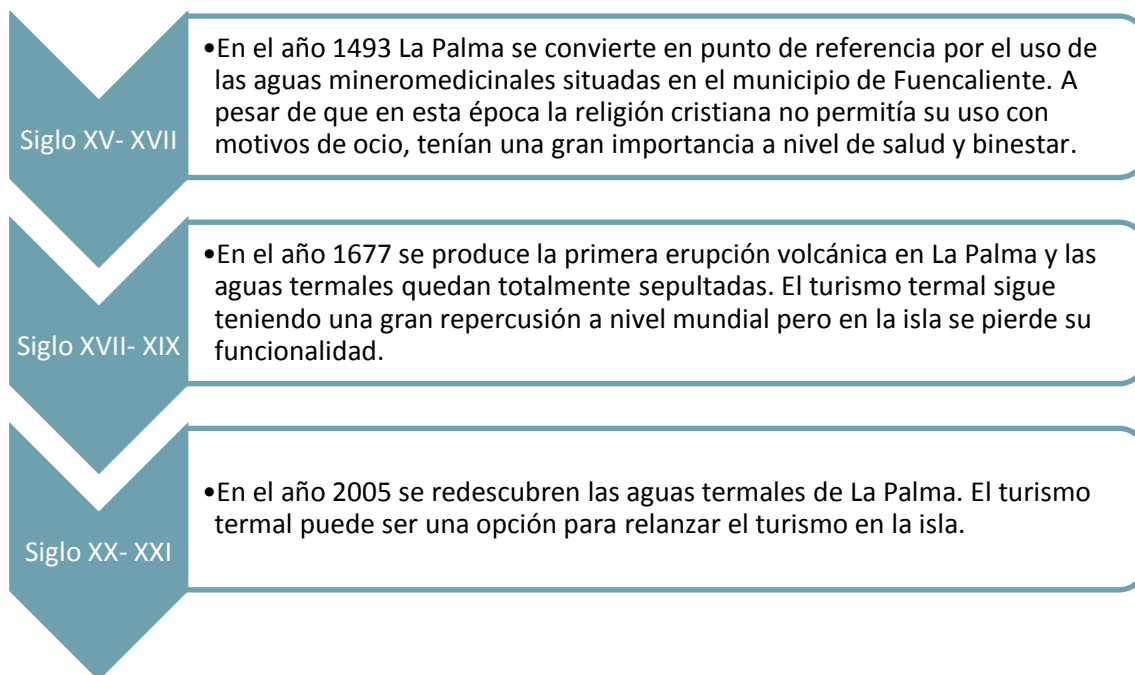 Siglo XV- XVII
•En el año 1493 La Palma se convierte en punto de referencia por el uso de
las aguas mineromedicinales situadas en el municipio de Fuencaliente. A
pesar de que en esta época la religión cristiana no permitía su uso con
motivos de ocio, tenían una gran importancia a nivel de salud y binestar.
Siglo XVII- XIX
•En el año 1677 se produce la primera erupción volcánica en La Palma y las
aguas termales quedan totalmente sepultadas. El turismo termal sigue
teniendo una gran repercusión a nivel mundial pero en la isla se pierde su
funcionalidad.
Siglo XX- XXI
•En el año 2005 se redescubren las aguas termales de La Palma. El turismo
termal puede ser una opción para relanzar el turismo en la isla.